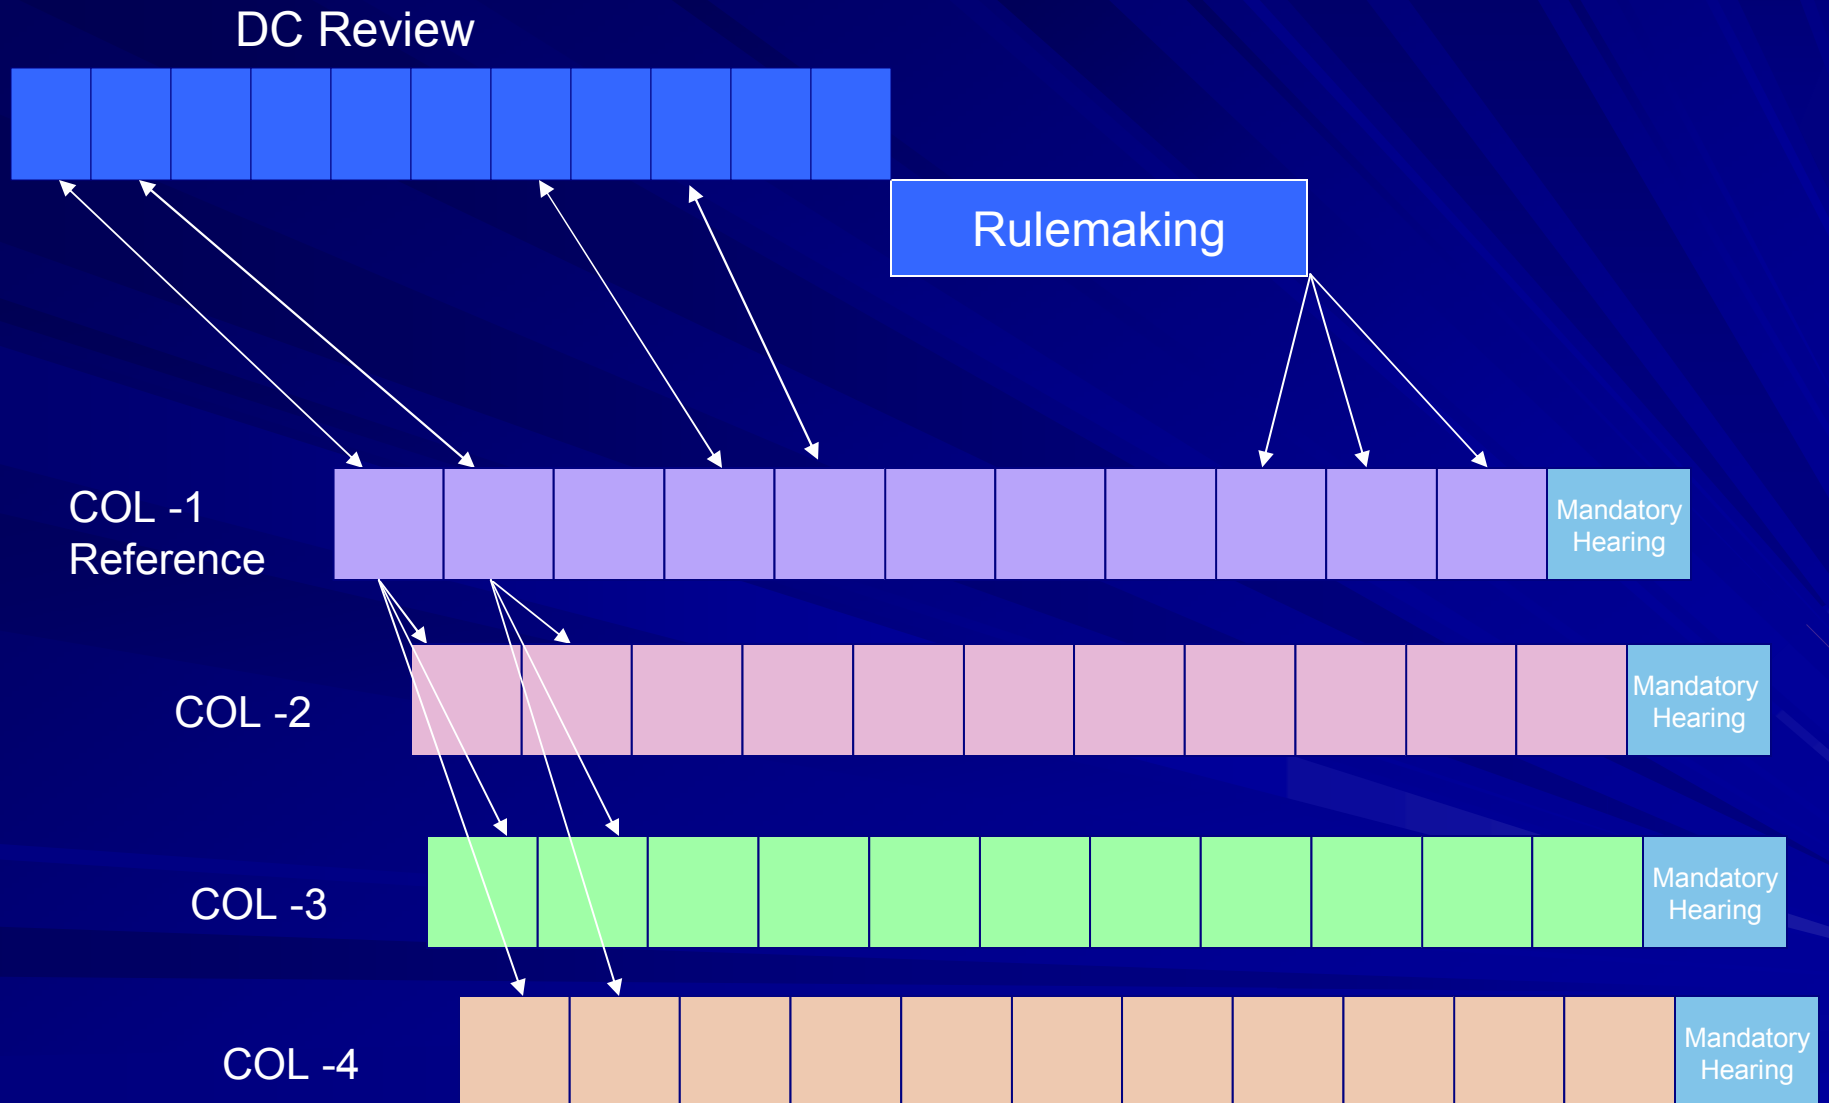 DC Review
Rulemaking
COL -1
Reference
Mandatory
Hearing
COL -2
Mandatory
Hearing
COL -3
Mandatory
Hearing
COL -4
Mandatory
Hearing